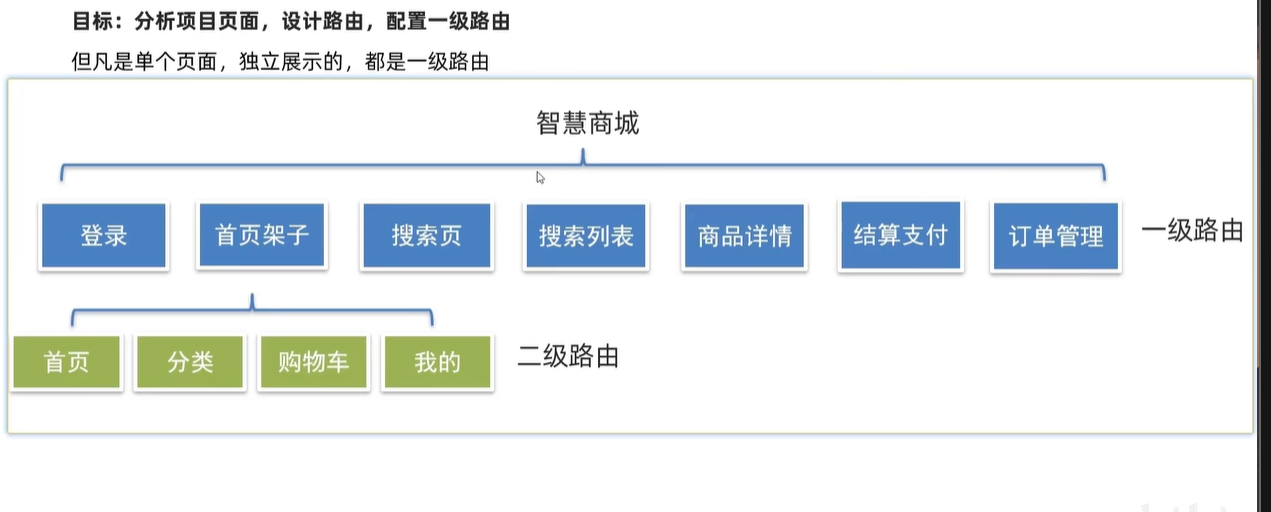 目标：分析项目页面，设计路由，配置一级路由
但凡是单个页面，独立展示的，都是一级路由
智慧商城
登录 首页架子 搜索页 搜索列表 商品详情 结算支付 订单管理 一级路由
首页 分类 购物车 我的 二级路由